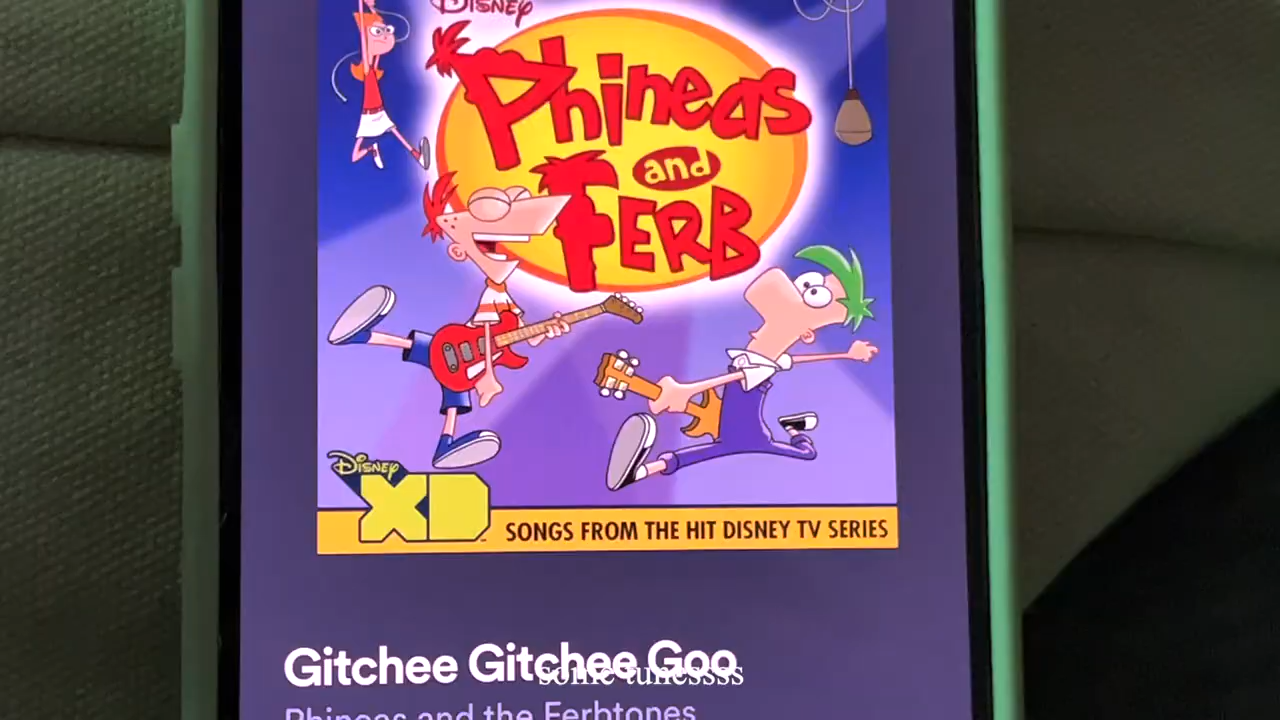 Disney
Phineas
and
Ferb
Disney
XD
SONGS FROM THE HIT DISNEY TV SERIES
Gitchee Gitchee Goo
some tunessss
Phineas and the Ferbtones